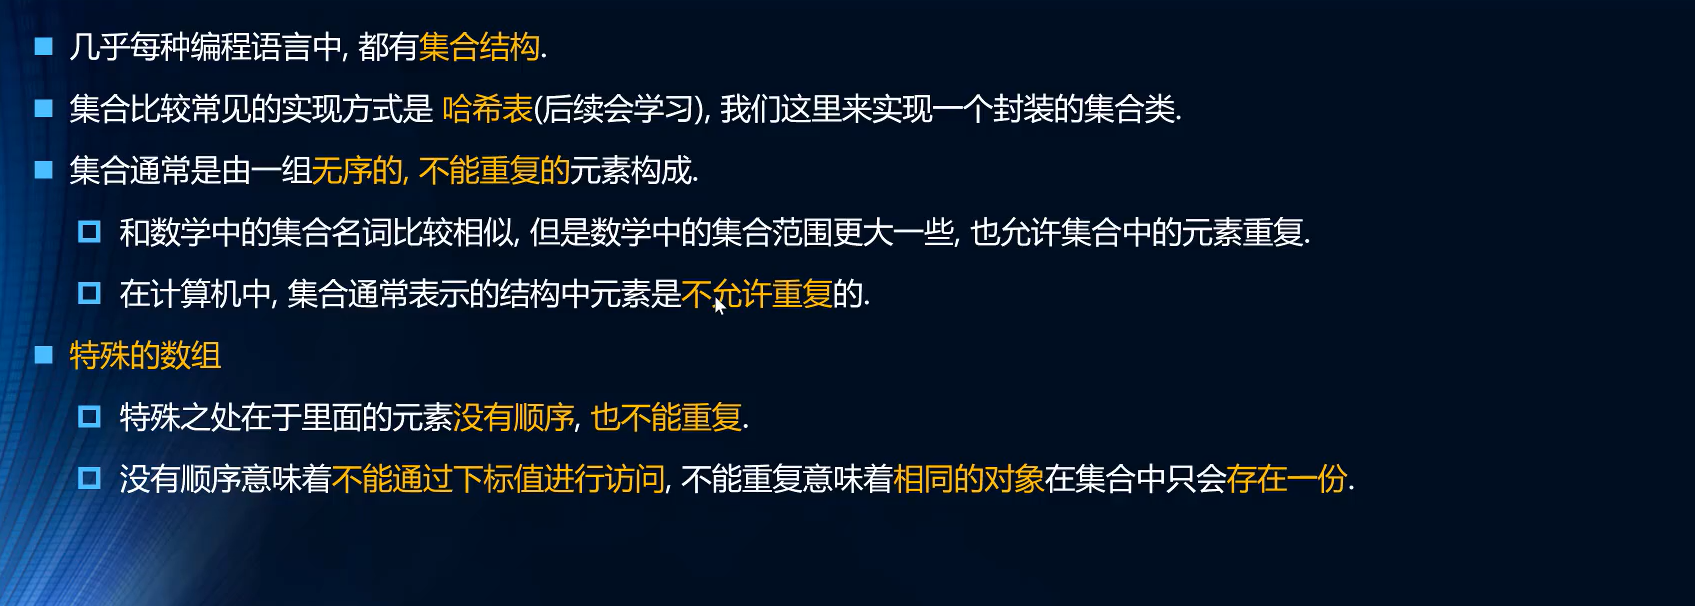 几乎每种编程语言中, 都有集合结构.
集合比较常见的实现方式是 哈希表(后续会学习), 我们这里来实现一个封装的集合类.
集合通常是由一组无序的, 不能重复的元素构成.
和数学中的集合名词比较相似, 但是数学中的集合范围更大一些, 也允许集合中的元素重复.
在计算机中, 集合通常表示的结构中元素是不允许重复的.
特殊的数组
特殊之处在于里面的元素没有顺序, 也不能重复.
没有顺序意味着不能通过下标值进行访问, 不能重复意味着相同的对象在集合中只会存在一份.